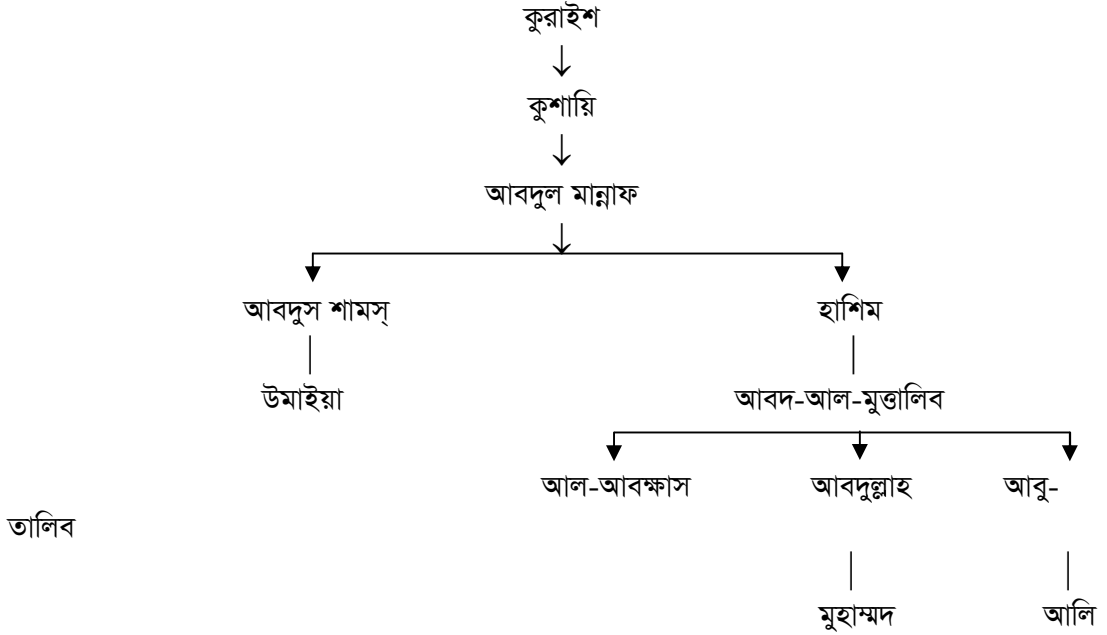 কুরাইশ
কুশায়ি
আবদুল মান্নাফ
আবদুস শামস্ হাশিম
উমাইয়া আবদ-আল-মুত্তালিব
আল-আবক্ষাস আবদুল্লাহ আবু-
তালিব
মুহাম্মদ আলি